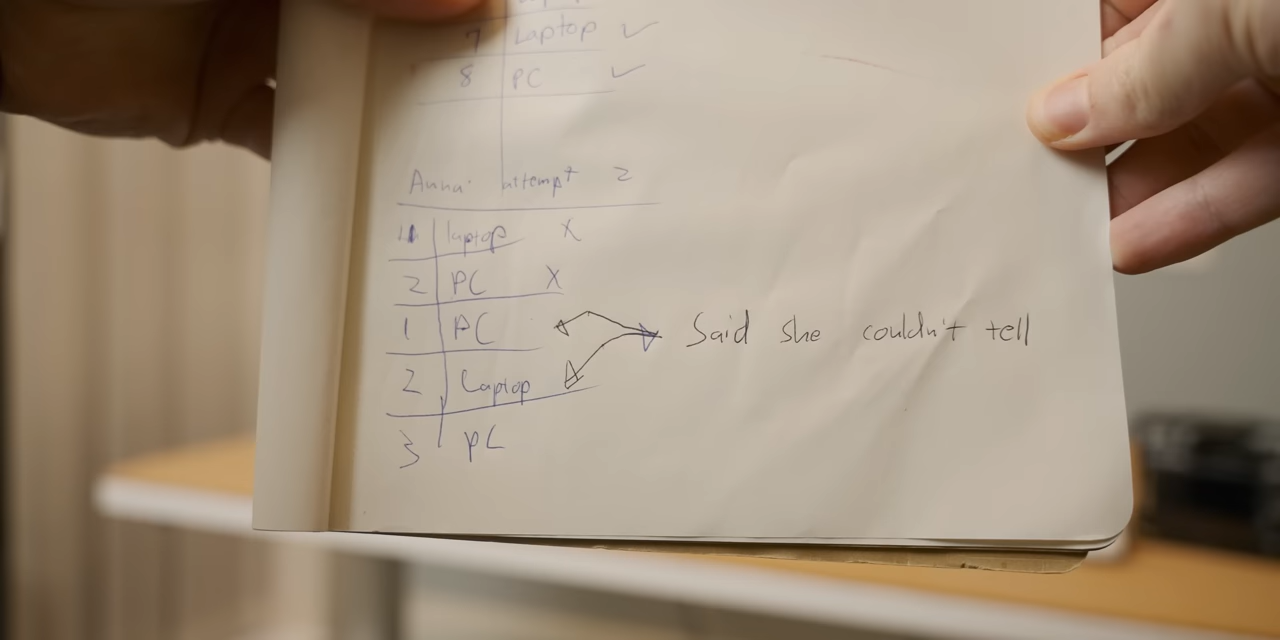 7 Laptop ✓
8 PC ✓
Anna: attempt 2
laptop X
2 PC X
1 PC
Said she couldn't tell
2 Laptop
3 PC